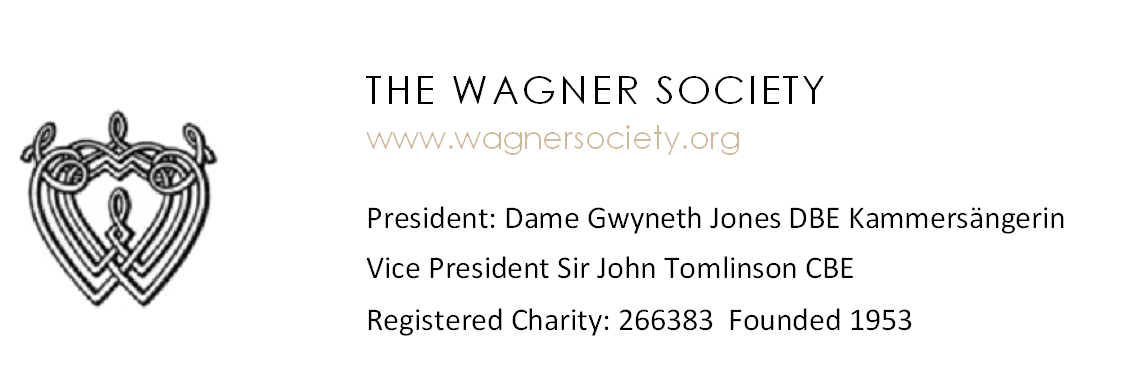 THE WAGNER SOCIETY
www.wagnersociety.org
President: Dame Gwyneth Jones DBE Kammersängerin
Vice President Sir John Tomlinson CBE
Registered Charity: 266383  Founded 1953